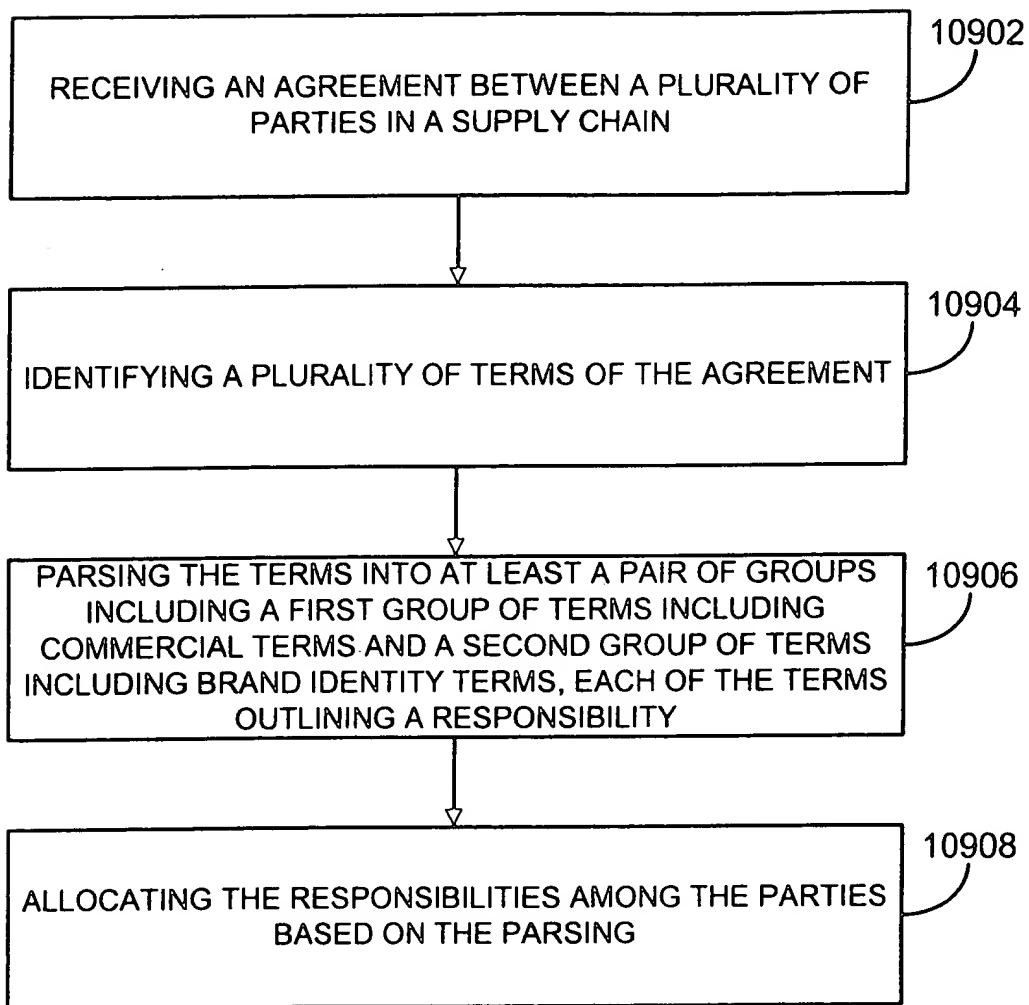 10902
RECEIVING AN AGREEMENT BETWEEN A PLURALITY OF
PARTIES IN A SUPPLY CHAIN
10904
IDENTIFYING A PLURALITY OF TERMS OF THE AGREEMENT
10906
PARSING THE TERMS INTO AT LEAST A PAIR OF GROUPS
INCLUDING A FIRST GROUP OF TERMS INCLUDING
COMMERCIAL TERMS AND A SECOND GROUP OF TERMS
INCLUDING BRAND IDENTITY TERMS, EACH OF THE TERMS
OUTLINING A RESPONSIBILITY
10908
ALLOCATING THE RESPONSIBILITIES AMONG THE PARTIES
BASED ON THE PARSING